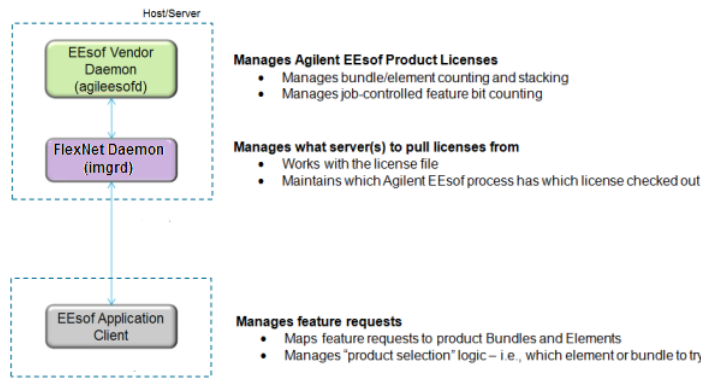 Host/Server
EEsof Vendor
Daemon
(agileesofd)
Manages Agilent EEsof Product Licenses
• Manages bundle/element counting and stacking
• Manages job-controlled feature bit counting
FlexNet Daemon
(imgrd)
Manages what server(s) to pull licenses from
• Works with the license file
• Maintains which Agilent EEsof process has which license checked out
EEsof Application
Client
Manages feature requests
• Maps feature requests to product Bundles and Elements
• Manages “product selection” logic – i.e., which element or bundle to try